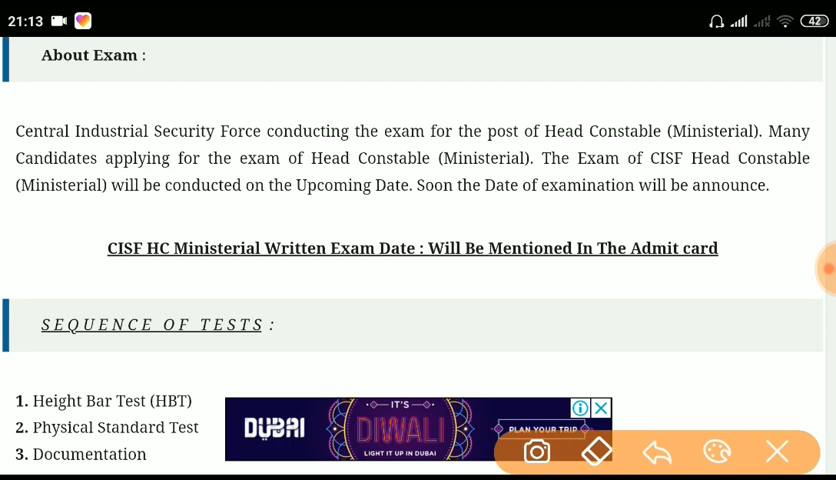 21:13
42
About Exam :
Central Industrial Security Force conducting the exam for the post of Head Constable (Ministerial). Many
Candidates applying for the exam of Head Constable (Ministerial). The Exam of CISF Head Constable
(Ministerial) will be conducted on the Upcoming Date. Soon the Date of examination will be announce.
CISF HC Ministerial Written Exam Date : Will Be Mentioned In The Admit card
SEQUENCE OF TESTS :
1. Height Bar Test (HBT)
2. Physical Standard Test
3. Documentation
DUBAI
IT'S
DIWALI
LIGHT IT UP IN DUBAI
PLAN YOUR TRIP